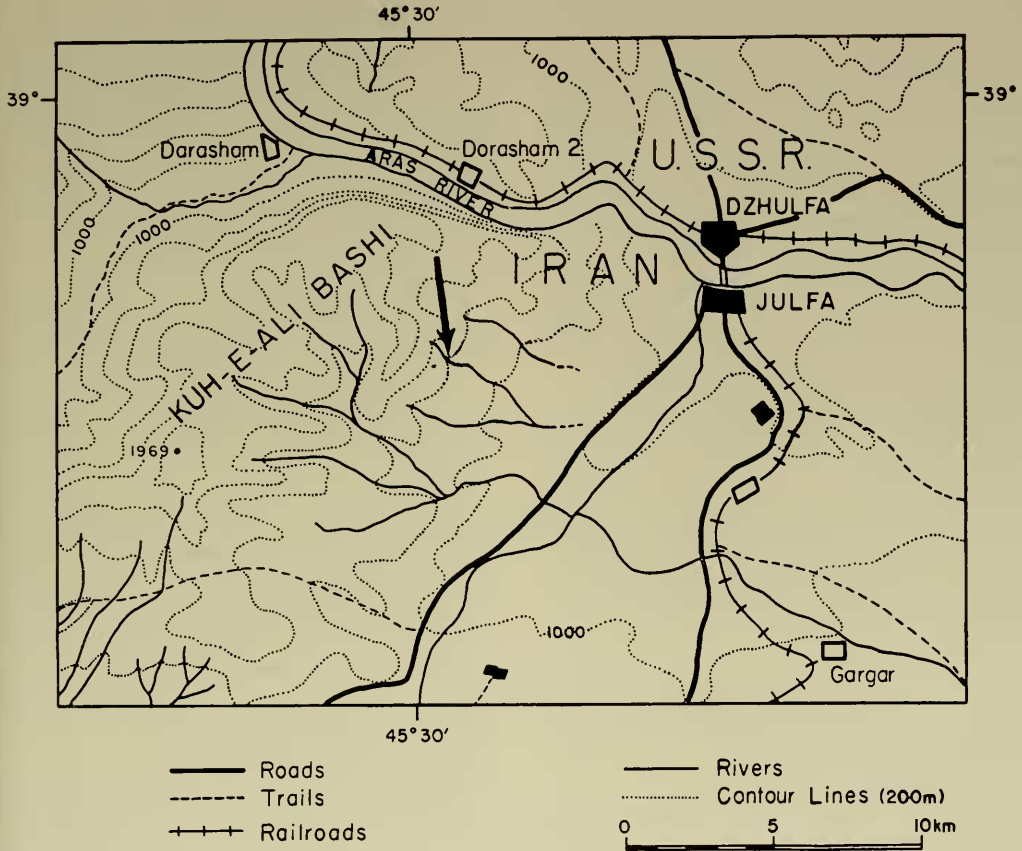 45°30'
39°
39°
1000
U.S.S.R.
Darasham
Dorasham 2
ARAS RIVER
DZHULFA
1000
1000
IRAN
JULFA
KUH-E-ALI BASHI
1969
1000
Gargar
45°30'
Roads
Rivers
Trails
Contour Lines (200m)
Railroads
0 5 10km